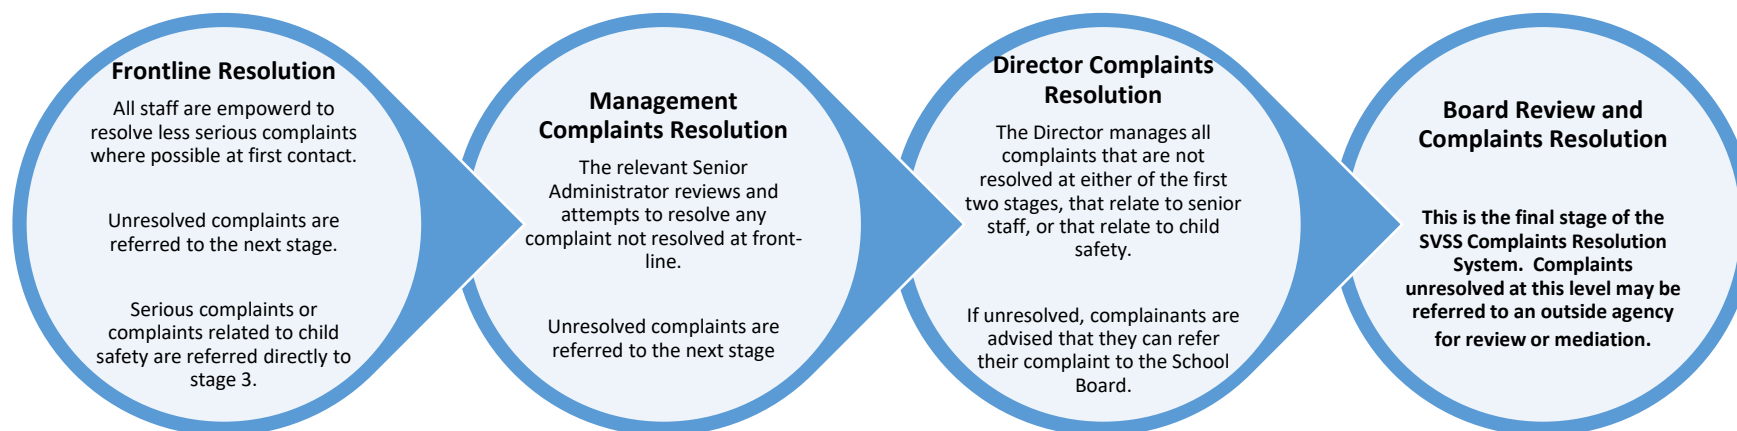 Frontline Resolution
All staff are empowerd to
resolve less serious complaints
where possible at first contact.
Unresolved complaints are
referred to the next stage.
Serious complaints or
complaints related to child
safety are referred directly to
stage 3.
Management
Complaints Resolution
The relevant Senior
Administrator reviews and
attempts to resolve any
complaint not resolved at front-
line.
Unresolved complaints are
referred to the next stage
Director Complaints
Resolution
The Director manages all
complaints that are not
resolved at either of the first
two stages, that relate to senior
staff, or that relate to child
safety.
If unresolved, complainants are
advised that they can refer
their complaint to the School
Board.
Board Review and
Complaints Resolution
This is the final stage of the
SVSS Complaints Resolution
System.  Complaints
unresolved at this level may be
referred to an outside agency
for review or mediation.